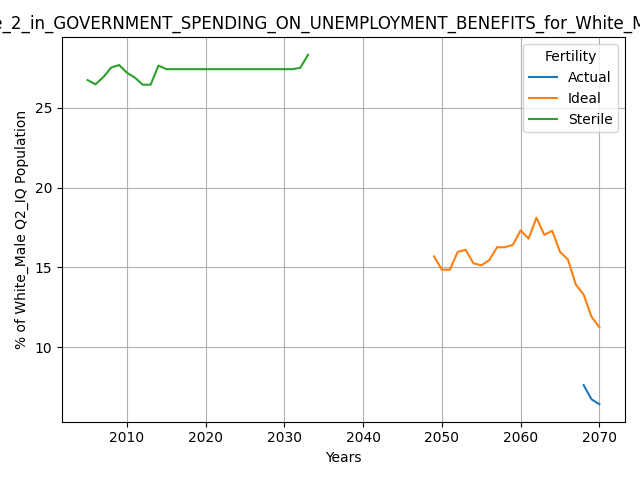 e_2_in_GOVERNMENT_SPENDING_ON_UNEMPLOYMENT_BENEFITS_for_White_M
Fertility
Actual
Ideal
Sterile
% of White_Male Q2_IQ Population
25
20
15
10
2010 2020 2030 2040 2050 2060 2070
Years